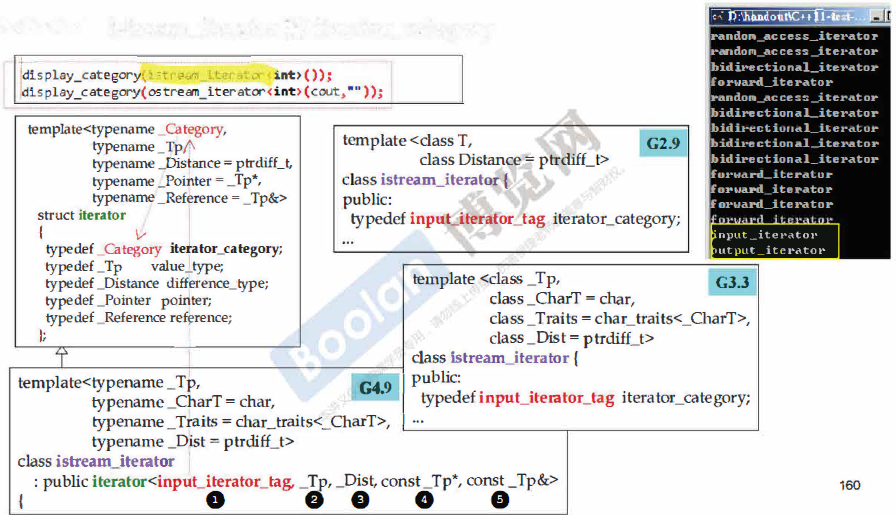 display_category(istream_iterator<int>());
display_category(ostream_iterator<int>(cout,""));
template<typename _Category,
typename _Tp,
typename _Distance = ptrdiff_t,
typename _Pointer = _Tp*,
typename _Reference = _Tp&>
struct iterator
{
typedef _Category iterator_category;
typedef _Tp value_type;
typedef _Distance difference_type;
typedef _Pointer pointer;
typedef _Reference reference;
};
template <class T,
class Distance = ptrdiff_t>
class istream_iterator {
public:
typedef input_iterator_tag iterator_category;
...
G2.9
template <class _Tp,
class _CharT = char,
class _Traits = char_traits<_CharT>,
class _Dist = ptrdiff_t>
class istream_iterator {
public:
typedef input_iterator_tag iterator_category;
...
G3.3
template<typename _Tp,
typename _CharT = char,
typename _Traits = char_traits<_CharT>,
typename _Dist = ptrdiff_t>
class istream_iterator
: public iterator<input_iterator_tag, _Tp, _Dist, const _Tp*, const _Tp&>
1 2 3 4 5
{
G4.9
D:\handout\C++11-test-...
random_access_iterator
random_access_iterator
bidirectional_iterator
forward_iterator
random_access_iterator
bidirectional_iterator
bidirectional_iterator
bidirectional_iterator
bidirectional_iterator
forward_iterator
forward_iterator
forward_iterator
forward_iterator
input_iterator
output_iterator
Boolan 博览网
160